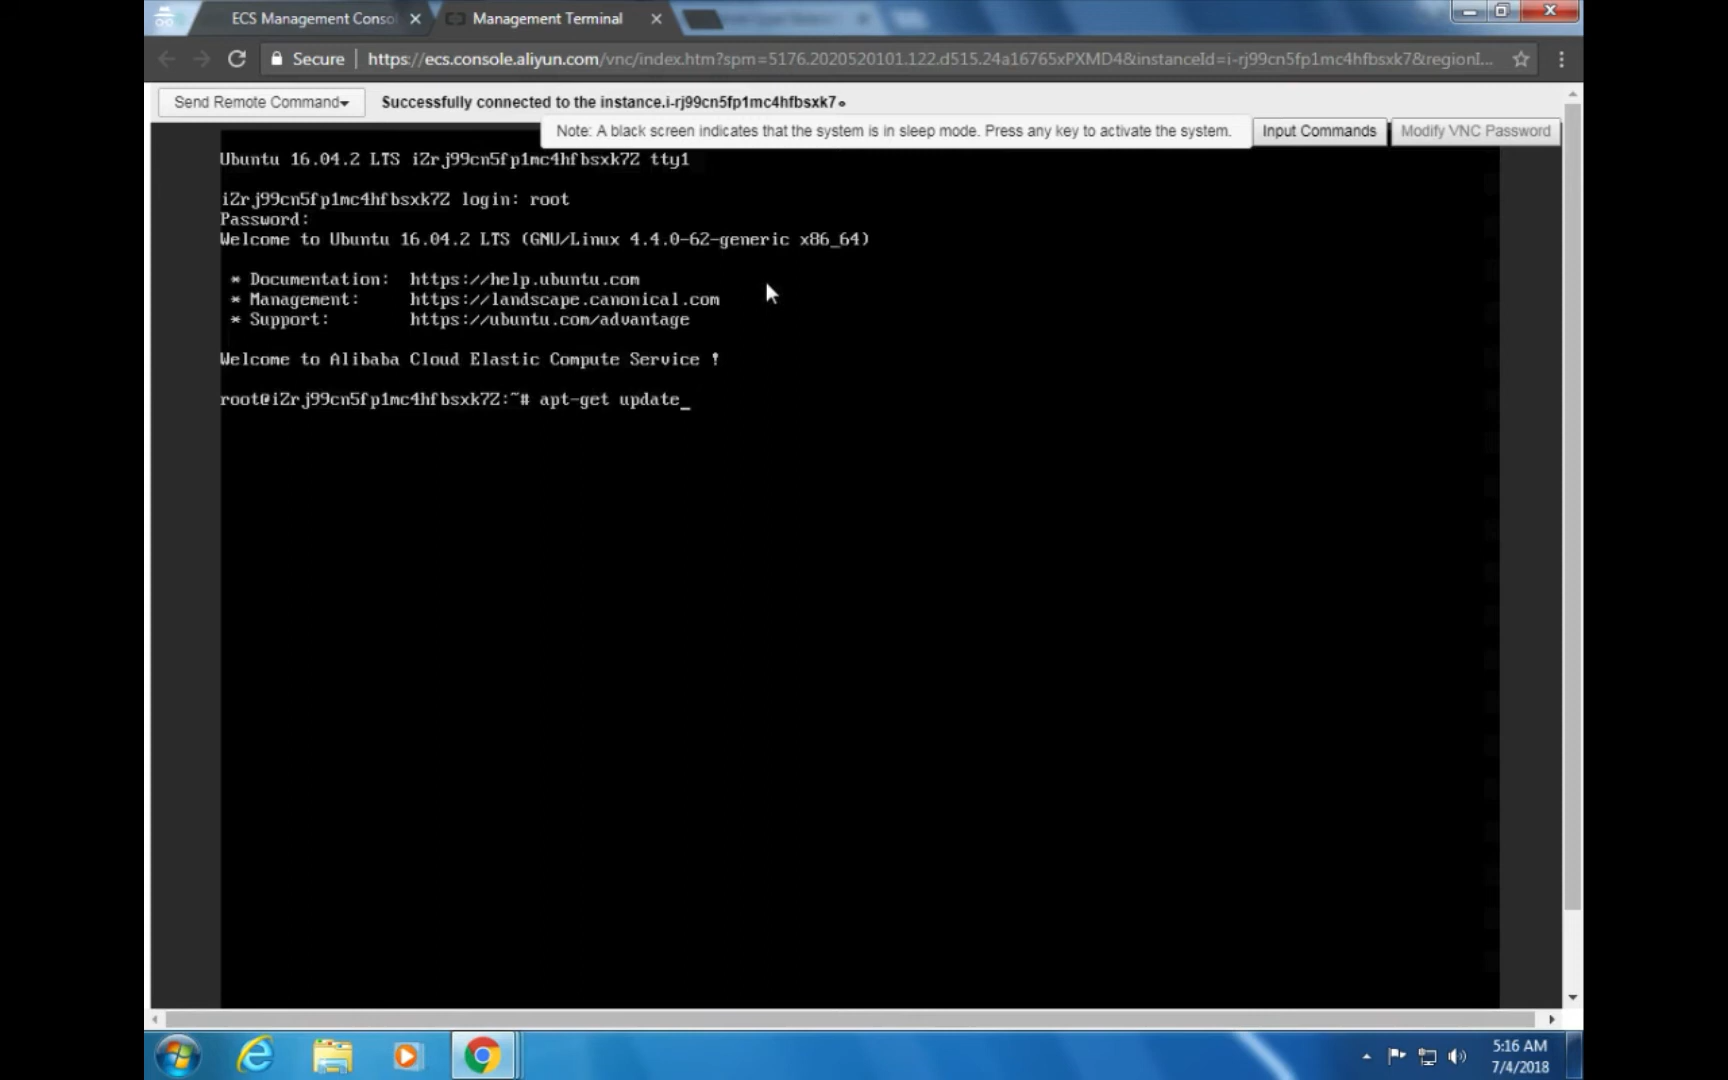 ECS Management Conso
Management Terminal
Secure
https://ecs.console.aliyun.com/vnc/index.htm?spm=5176.2020520101.122.d515.24a16765xPXMD4&instanceId=i-rj99cn5fp1mc4hfbsxk7&regionI...
Send Remote Command
Successfully connected to the instance.i-rj99cn5fp1mc4hfbsxk7。
Note: A black screen indicates that the system is in sleep mode. Press any key to activate the system.
Input Commands
Modify VNC Password
Ubuntu 16.04.2 LTS iZrj99cn5fp1mc4hfbsxk7Z tty1
iZrj99cn5fp1mc4hfbsxk7Z login: root
Password:
Welcome to Ubuntu 16.04.2 LTS (GNU/Linux 4.4.0-62-generic x86_64)
* Documentation: https://help.ubuntu.com
* Management: https://landscape.canonical.com
* Support: https://ubuntu.com/advantage
Welcome to Alibaba Cloud Elastic Compute Service !
root@iZrj99cn5fp1mc4hfbsxk7Z:~# apt-get update_
5:16 AM
7/4/2018